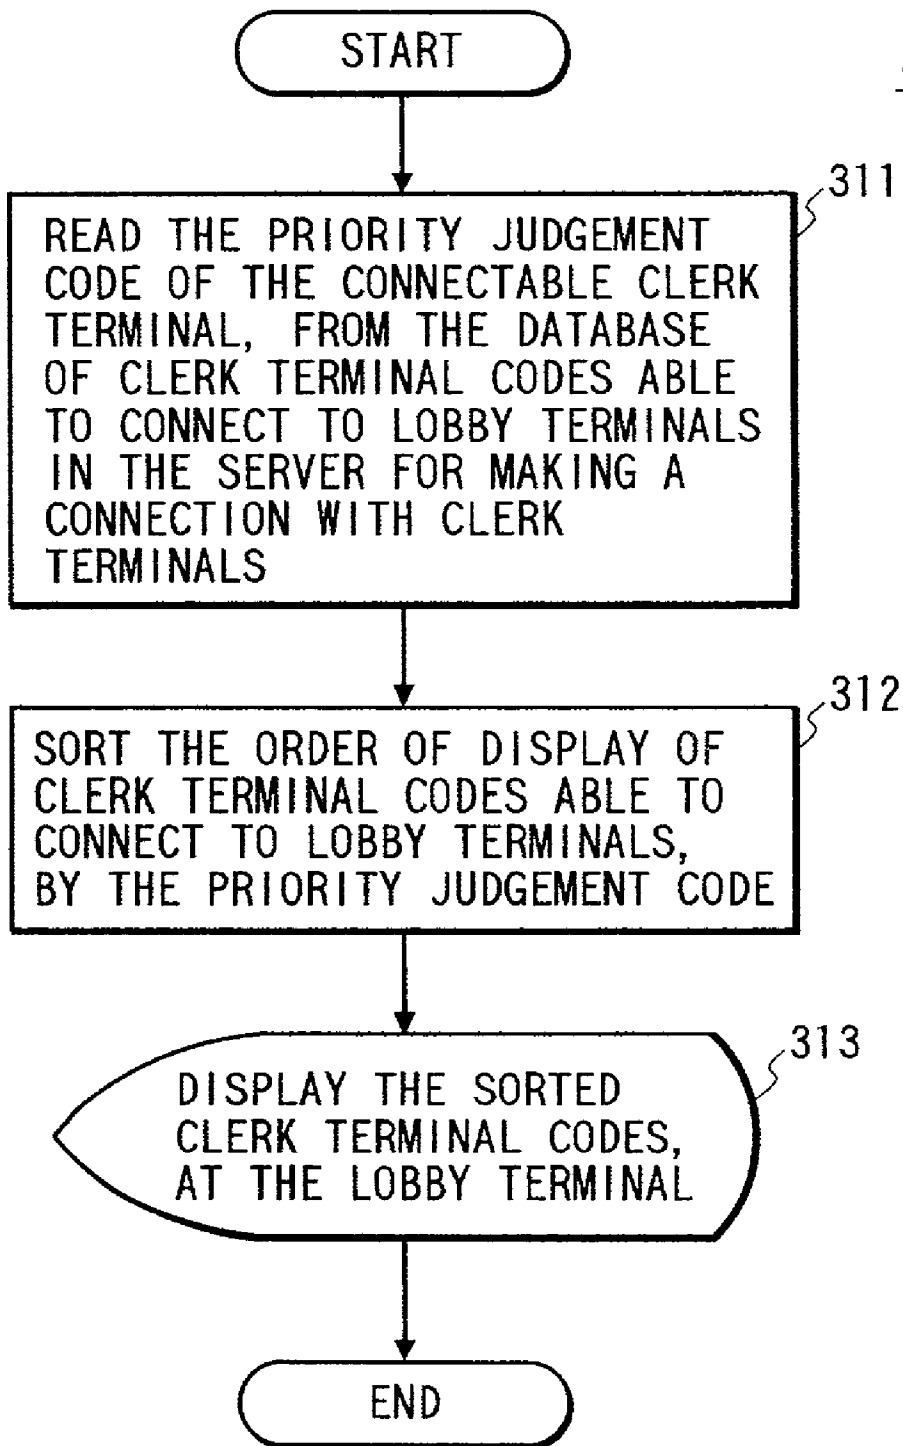 START
311
READ THE PRIORITY JUDGEMENT
CODE OF THE CONNECTABLE CLERK
TERMINAL, FROM THE DATABASE
OF CLERK TERMINAL CODES ABLE
TO CONNECT TO LOBBY TERMINALS
IN THE SERVER FOR MAKING A
CONNECTION WITH CLERK
TERMINALS
312
SORT THE ORDER OF DISPLAY OF
CLERK TERMINAL CODES ABLE TO
CONNECT TO LOBBY TERMINALS,
BY THE PRIORITY JUDGEMENT CODE
313
DISPLAY THE SORTED
CLERK TERMINAL CODES,
AT THE LOBBY TERMINAL
END